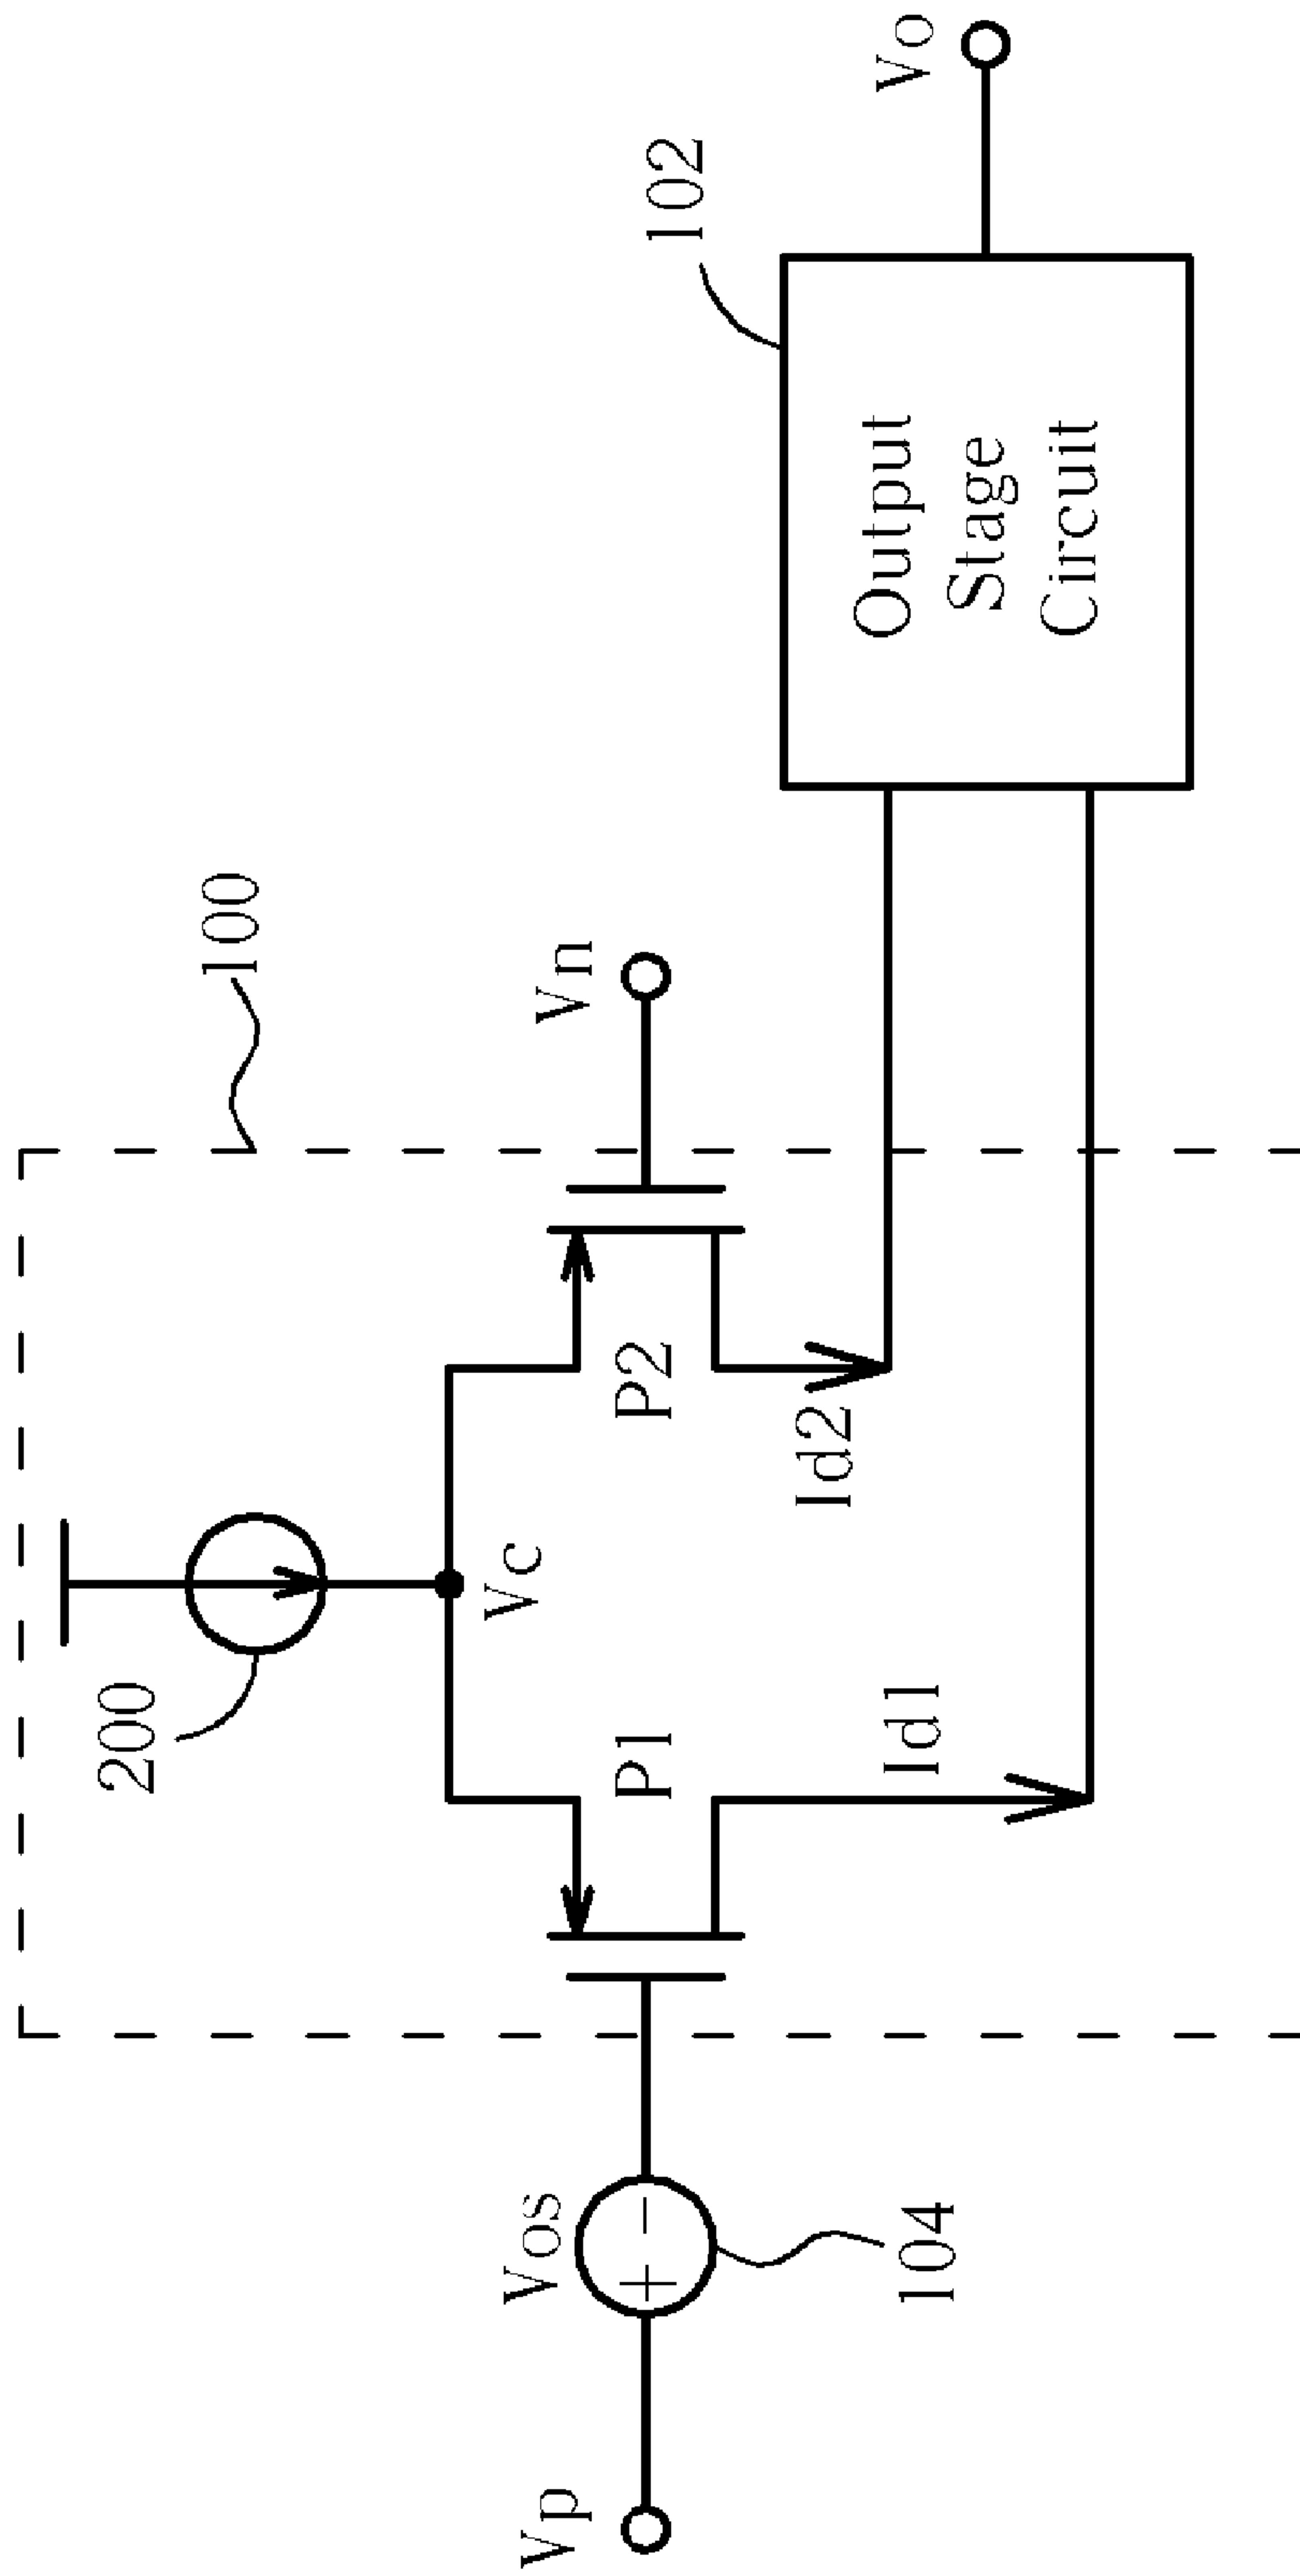 100
200
Vc
Vp
Vos
+ -
104
P1
P2
Vn
Id1
Id2
102
Output
Stage
Circuit
Vo